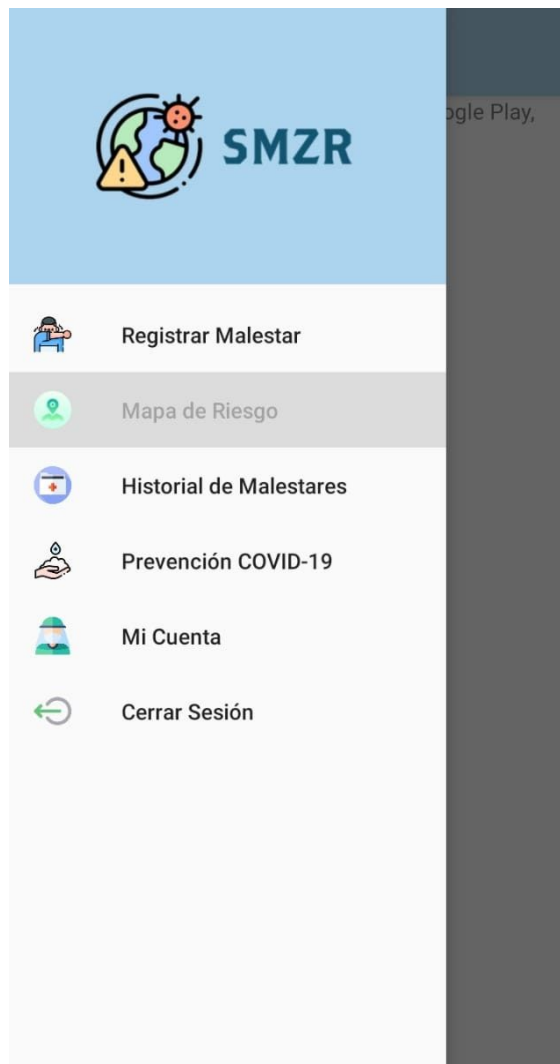 SMZR
ogle Play,
Registrar Malestar
Mapa de Riesgo
Historial de Malestares
Prevención COVID-19
Mi Cuenta
Cerrar Sesión